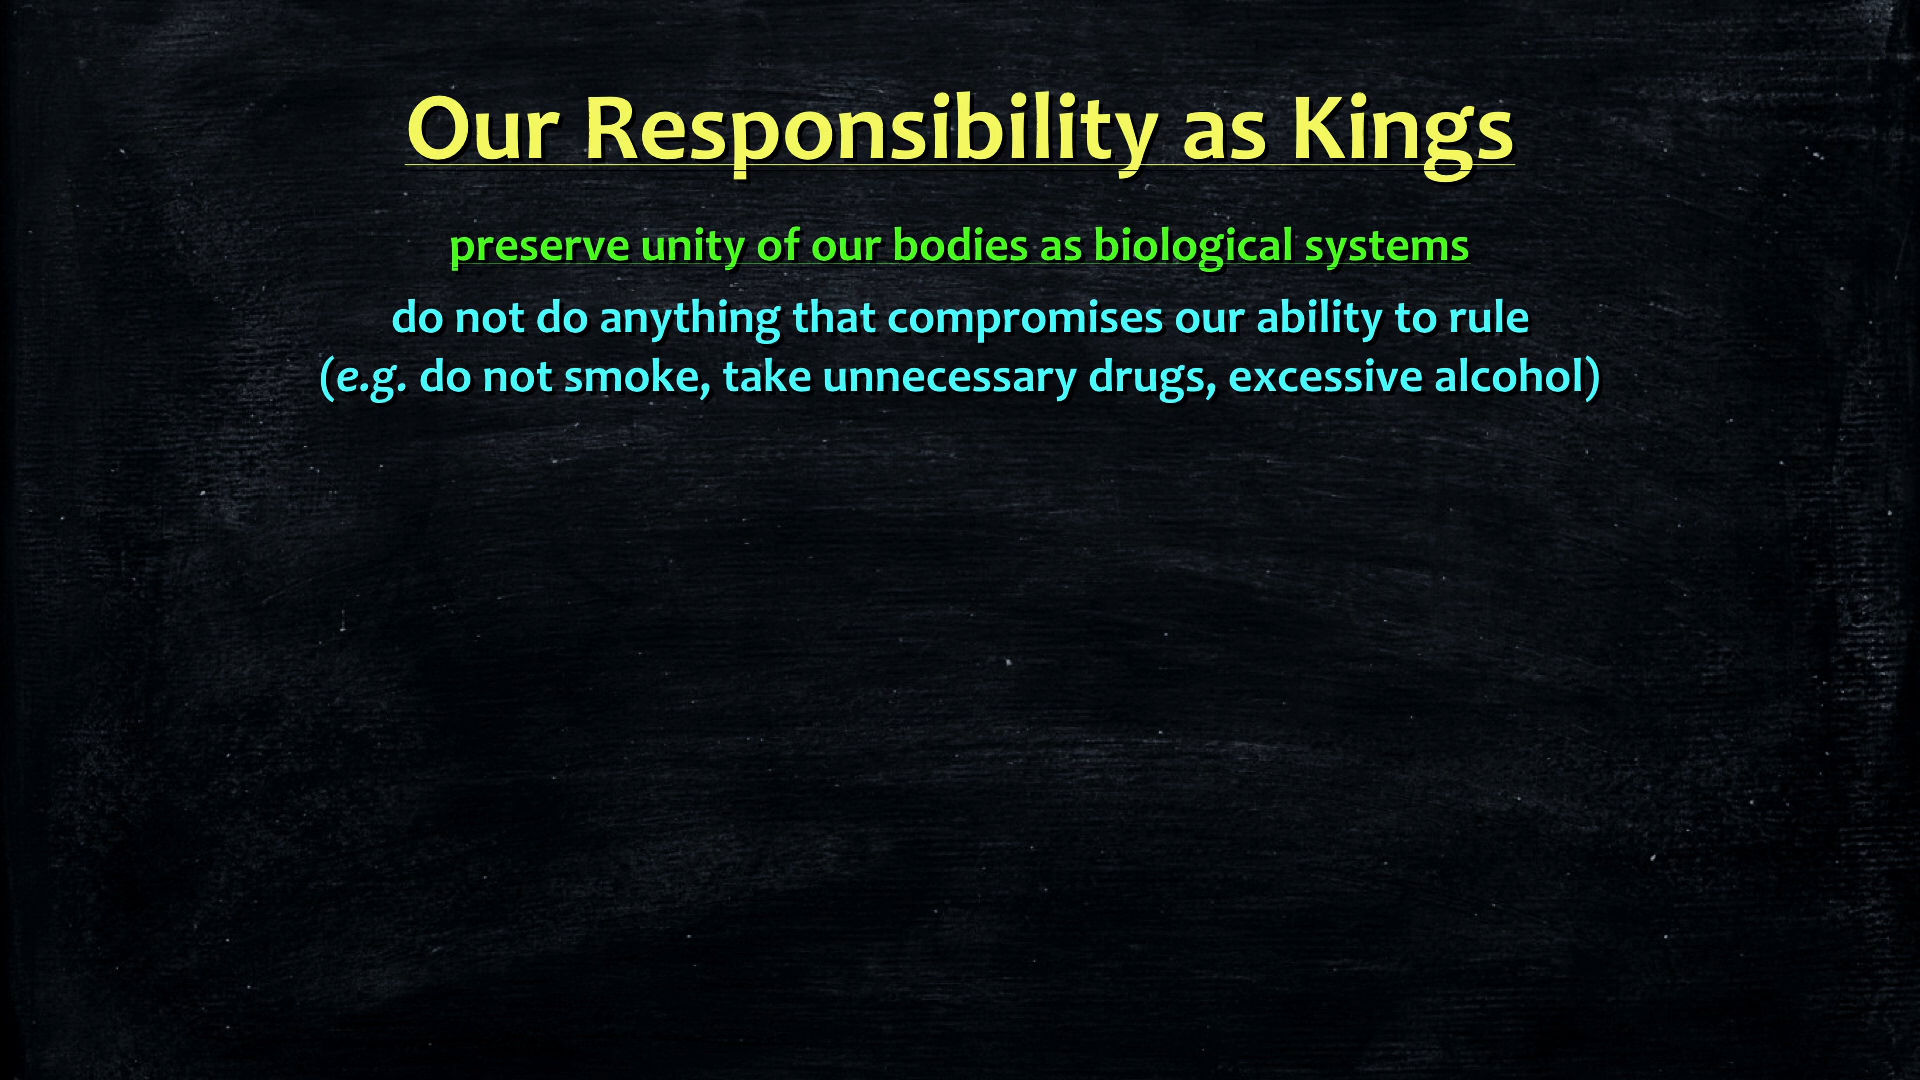 Our Responsibility as Kings
preserve unity of our bodies as biological systems
do not do anything that compromises our ability to rule
(e.g. do not smoke, take unnecessary drugs, excessive alcohol)